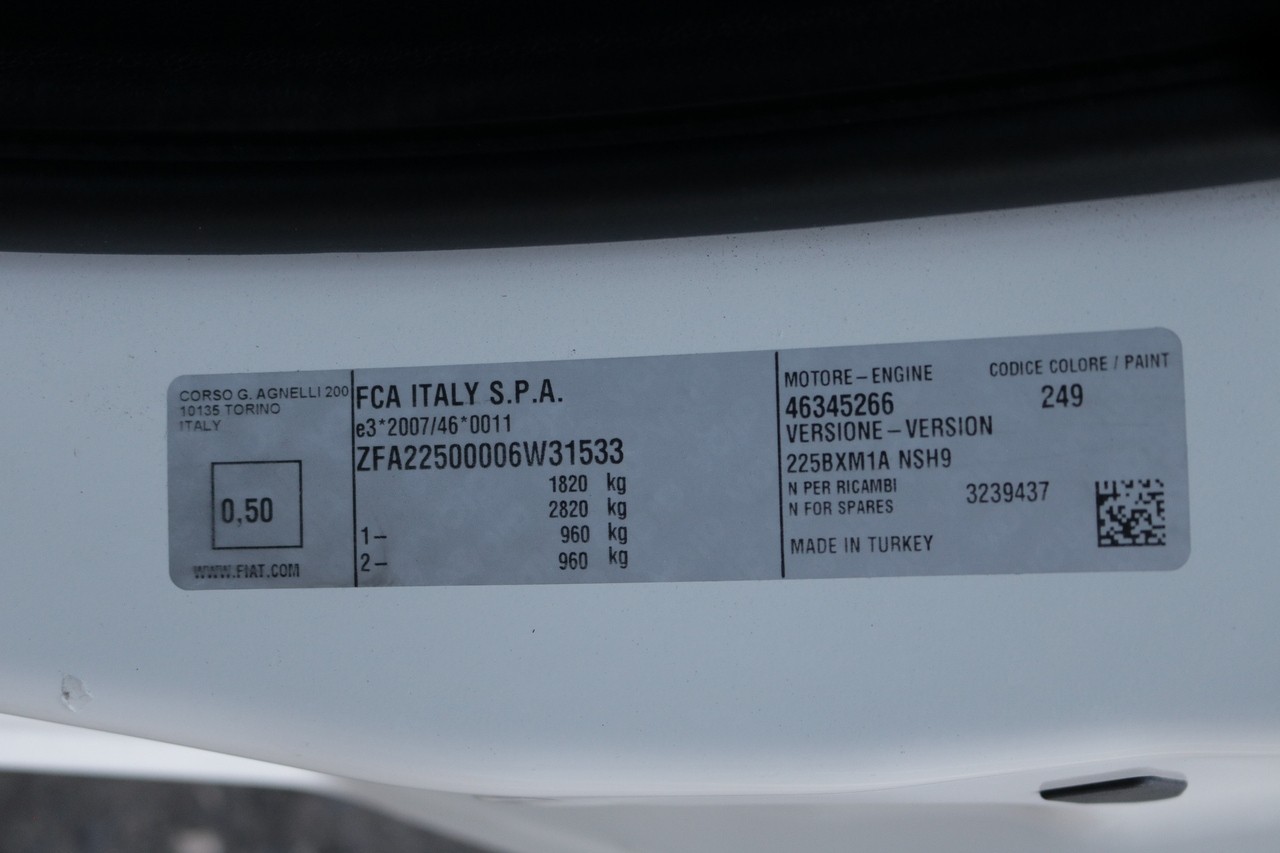 CORSO G. AGNELLI 200
10135 TORINO
ITALY
0,50
WWW.FIAT.COM
FCA ITALY S.P.A.
e3*2007/46*0011
ZFA22500006W31533
1820 kg
2820 kg
1– 960 kg
2– 960 kg
MOTORE – ENGINE
46345266
CODICE COLORE / PAINT
249
VERSIONE – VERSION
225BXM1A NSH9
N PER RICAMBI
N FOR SPARES
3239437
MADE IN TURKEY